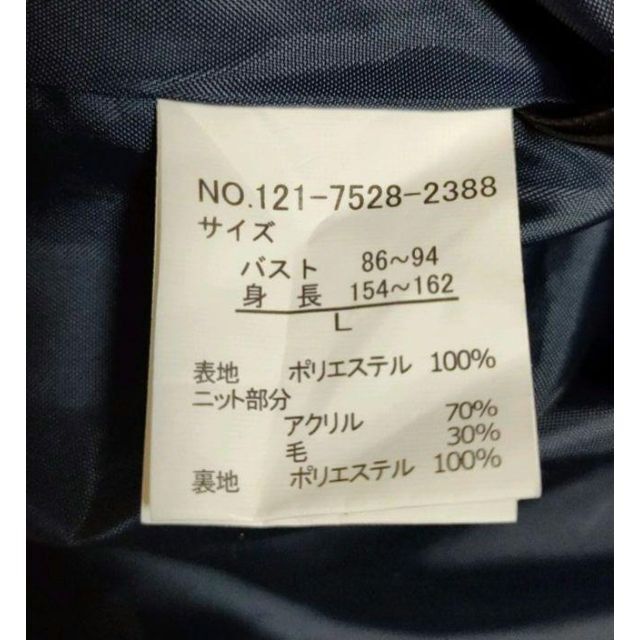 NO.121-7528-2388
サイズ
バスト 86～94
身長 154～162
L
表地 ポリエステル 100%
ニット部分
アクリル 70%
毛 30%
裏地 ポリエステル 100%